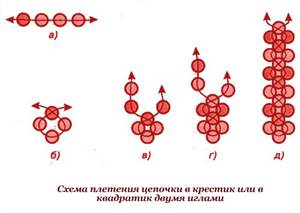 а)
б)
в)
г)
д)
Схема плетения цепочки в крестик или в
квадратик двумя иглами